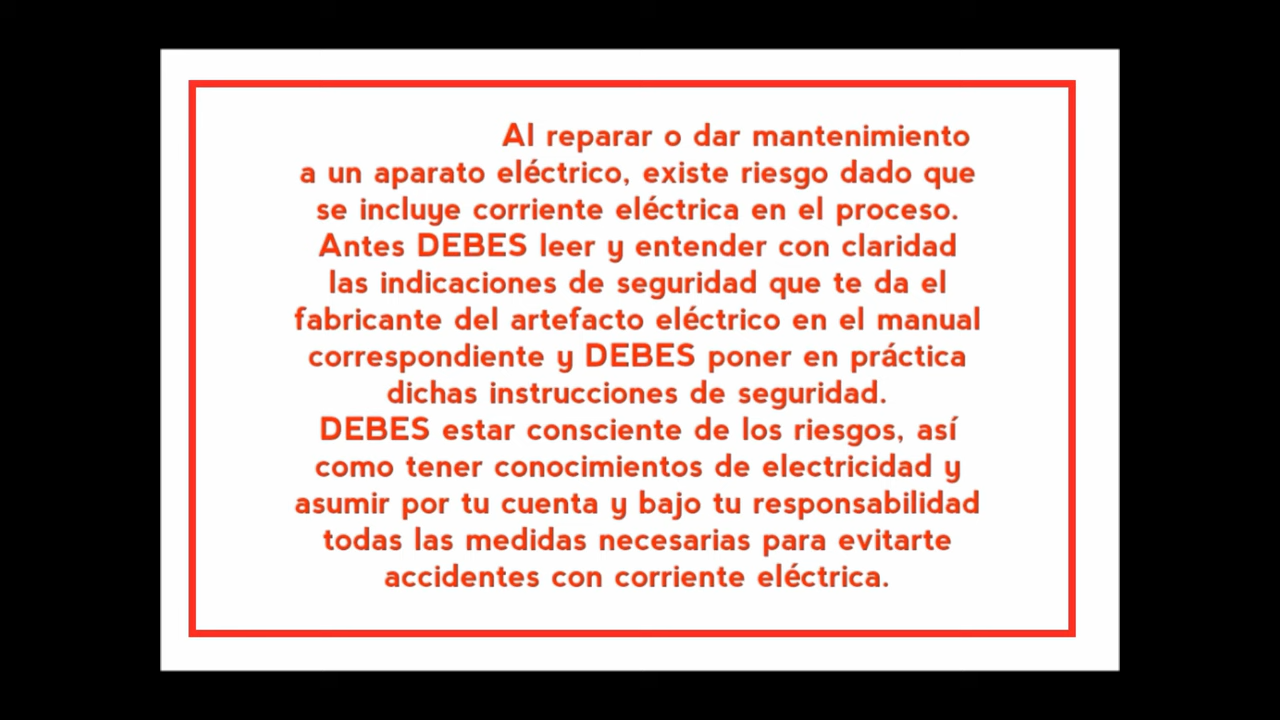 Al reparar o dar mantenimiento
a un aparato eléctrico, existe riesgo dado que
se incluye corriente eléctrica en el proceso.
Antes DEBES leer y entender con claridad
las indicaciones de seguridad que te da el
fabricante del artefacto eléctrico en el manual
correspondiente y DEBES poner en práctica
dichas instrucciones de seguridad.
DEBES estar consciente de los riesgos, así
como tener conocimientos de electricidad y
asumir por tu cuenta y bajo tu responsabilidad
todas las medidas necesarias para evitarte
accidentes con corriente eléctrica.